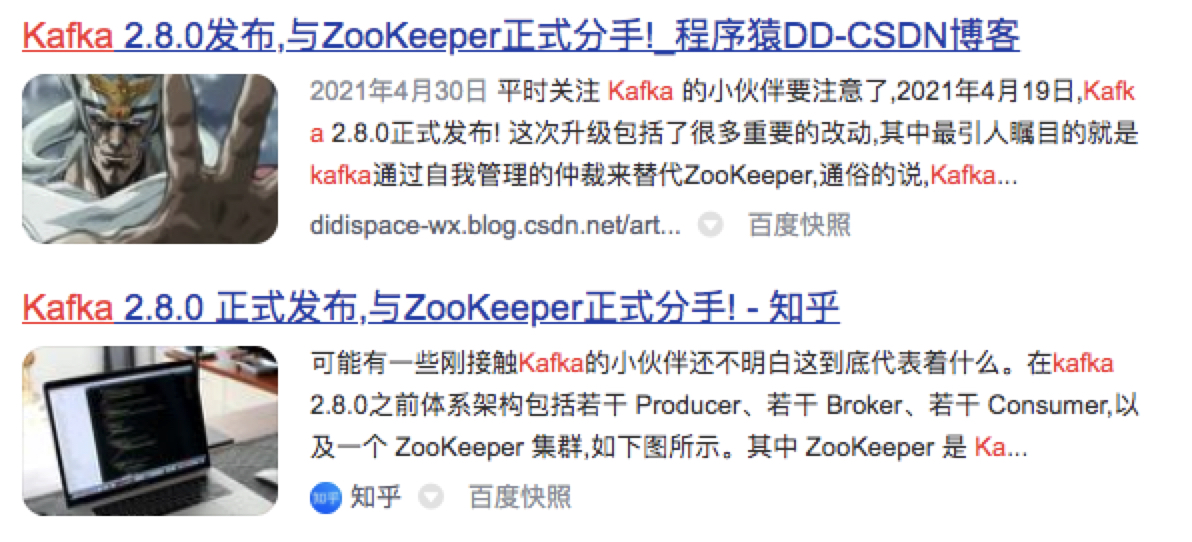 Kafka 2.8.0发布,与ZooKeeper正式分手!_程序猿DD-CSDN博客
2021年4月30日 平时关注 Kafka 的小伙伴要注意了,2021年4月19日,Kafk
a 2.8.0正式发布! 这次升级包括了很多重要的改动,其中最引人瞩目的就是
kafka通过自我管理的仲裁来替代ZooKeeper,通俗的说,Kafka...
didispace-wx.blog.csdn.net/art... 百度快照
Kafka 2.8.0 正式发布,与ZooKeeper正式分手! - 知乎
可能有一些刚接触Kafka的小伙伴还不明白这到底代表着什么。在kafka
2.8.0之前体系架构包括若干 Producer、若干 Broker、若干 Consumer,以
及一个 ZooKeeper 集群,如下图所示。其中 ZooKeeper 是 Ka...
知乎 知乎 百度快照